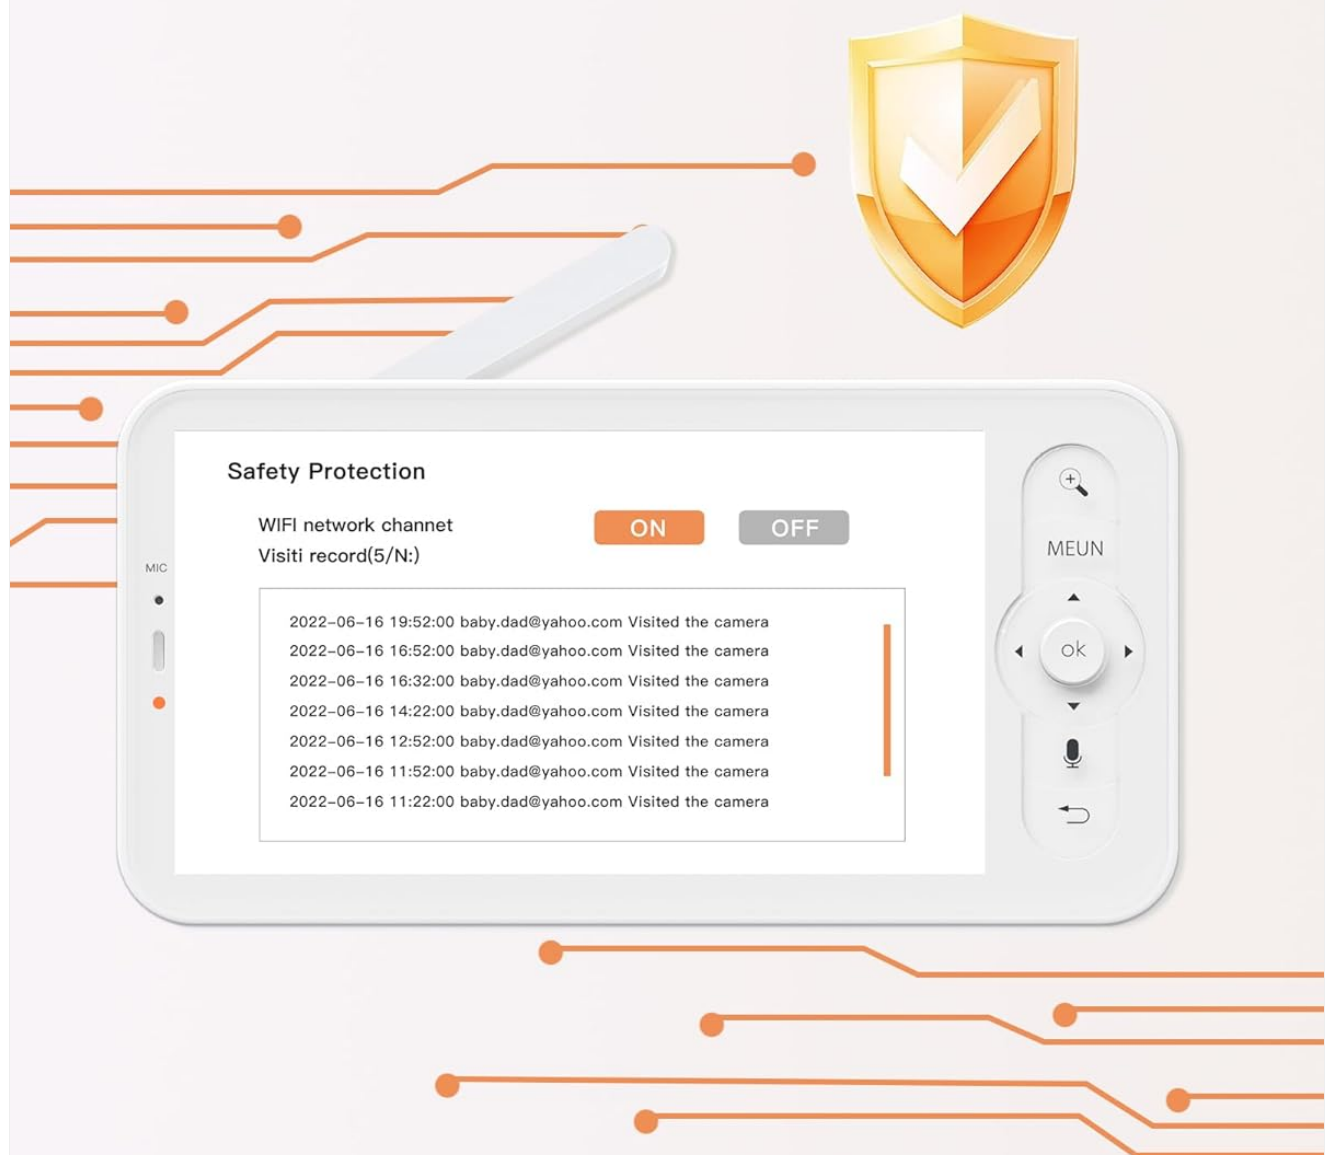 Safety Protection
WIFI network channet
ON
OFF
Visiti record(5/N:)
2022-06-16 19:52:00 baby.dad@yahoo.com Visited the camera
2022-06-16 16:52:00 baby.dad@yahoo.com Visited the camera
2022-06-16 16:32:00 baby.dad@yahoo.com Visited the camera
2022-06-16 14:22:00 baby.dad@yahoo.com Visited the camera
2022-06-16 12:52:00 baby.dad@yahoo.com Visited the camera
2022-06-16 11:52:00 baby.dad@yahoo.com Visited the camera
2022-06-16 11:22:00 baby.dad@yahoo.com Visited the camera
MIC
MEUN
ok